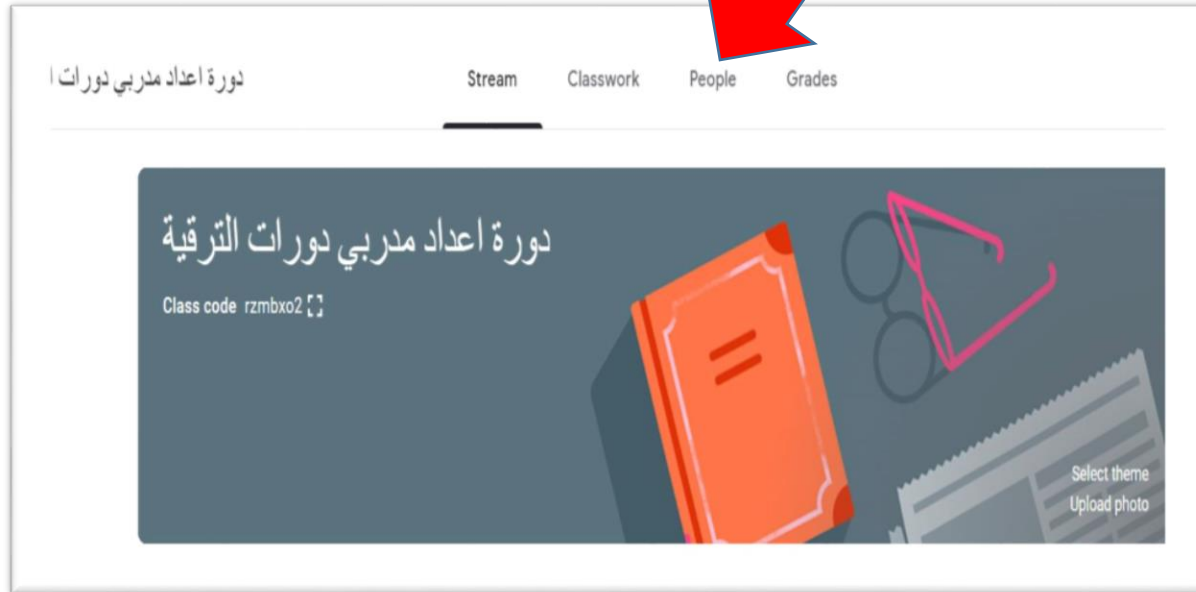 دورة اعداد مدربي دورات ا
Stream Classwork People Grades
دورة اعداد مدربي دورات الترقية
Class code rzmbxo2
Select theme
Upload photo